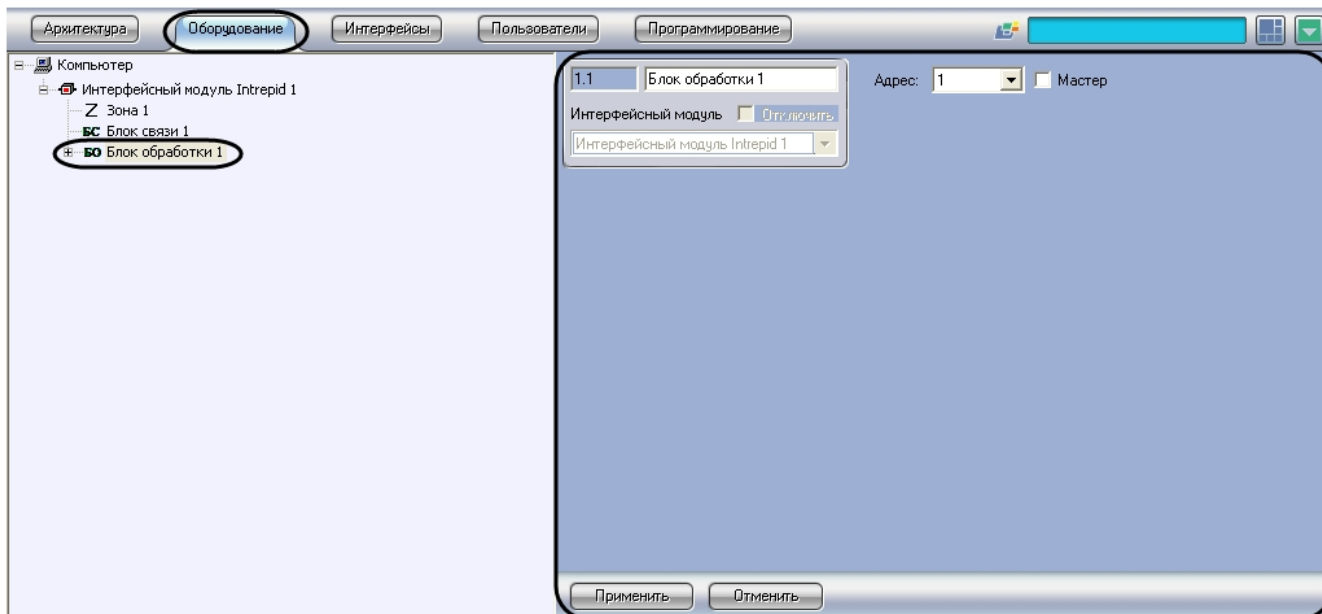 Архитектура Оборудование Интерфейсы Пользователи Программирование
Компьютер
Интерфейсный модуль Intrepid 1
Z Зона 1
БС Блок связи 1
БО Блок обработки 1
1.1 Блок обработки 1 Адрес: 1 Мастер
Интерфейсный модуль Отключить
Интерфейсный модуль Intrepid 1
Применить Отменить